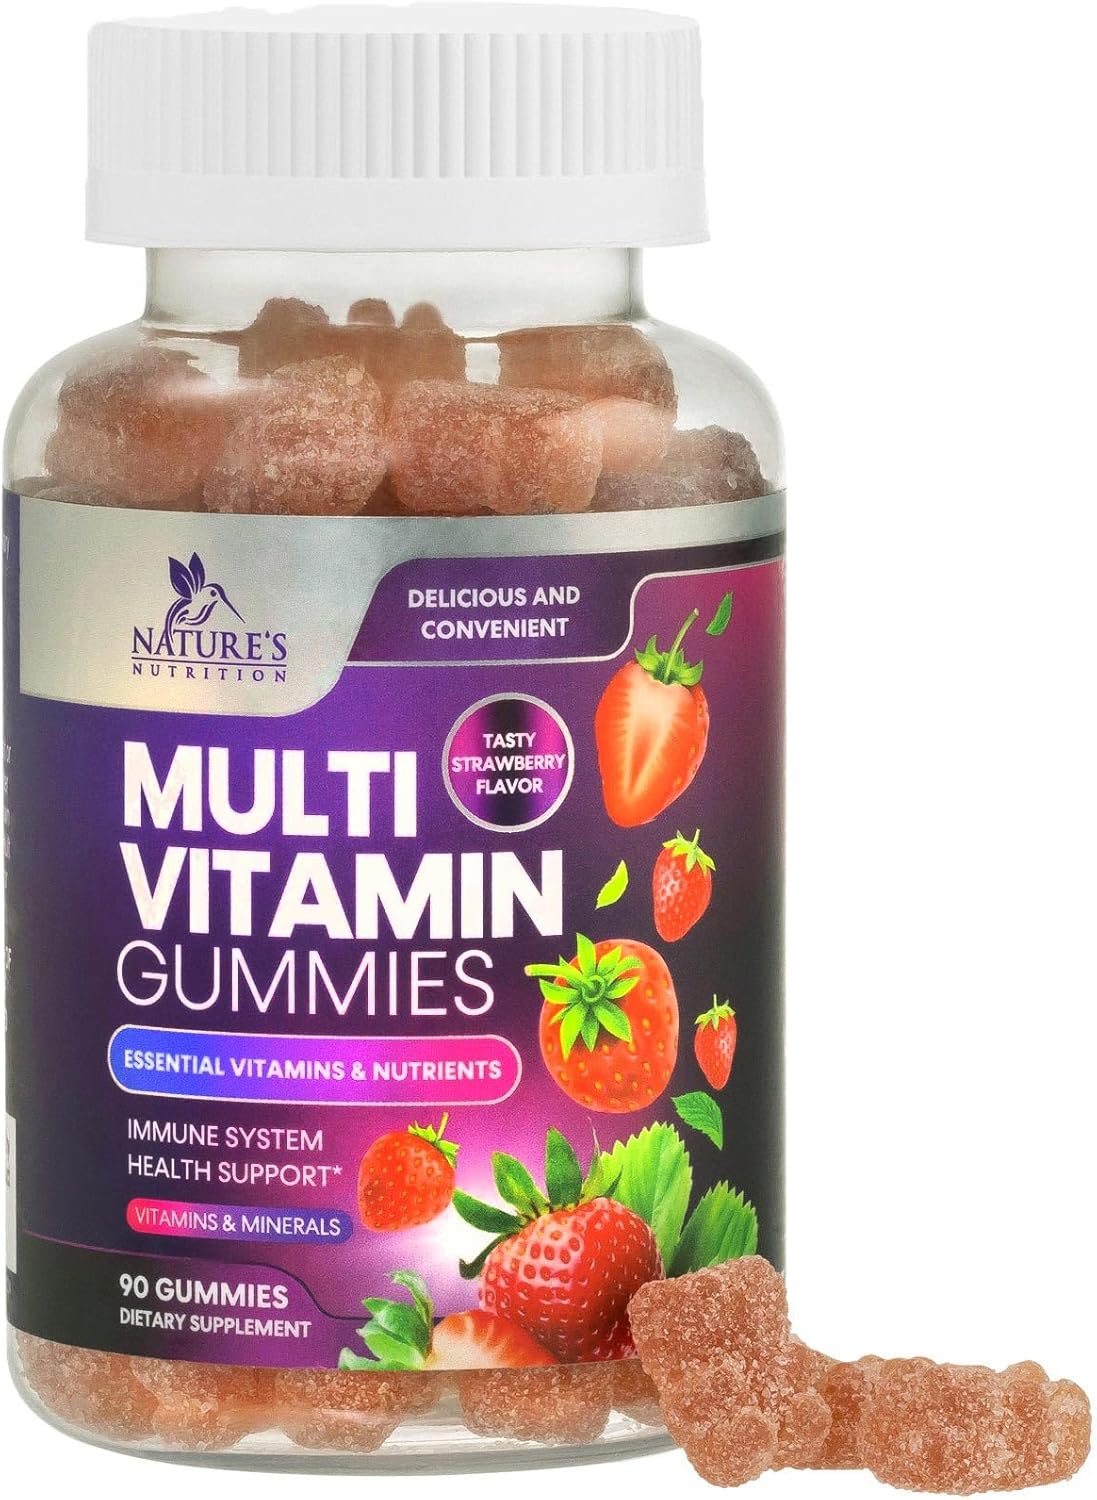 NATURE'S
NUTRITION
DELICIOUS AND
CONVENIENT
TASTY
STRAWBERRY
FLAVOR
MULTI
VITAMIN
GUMMIES
ESSENTIAL VITAMINS & NUTRIENTS
IMMUNE SYSTEM
HEALTH SUPPORT*
VITAMINS & MINERALS
90 GUMMIES
DIETARY SUPPLEMENT